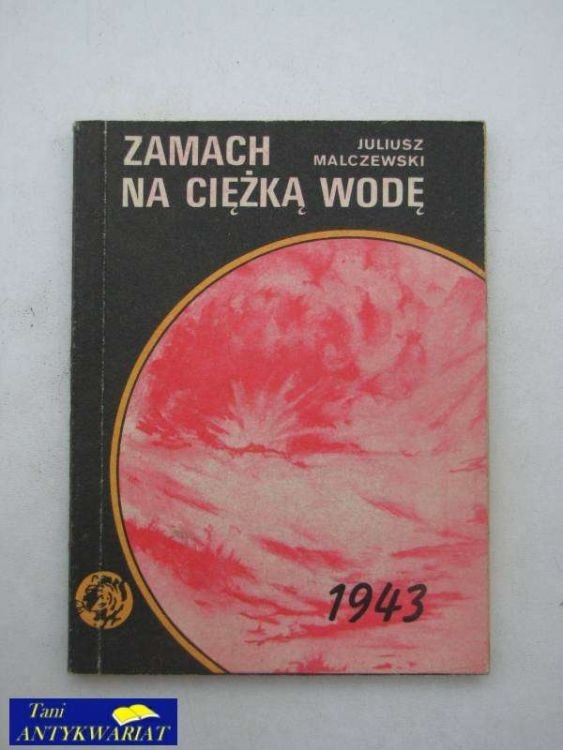 ZAMACH
NA CIĘŻKĄ WODĘ
JULIUSZ
MALCZEWSKI
1943
Tani
ANTYKWARIAT